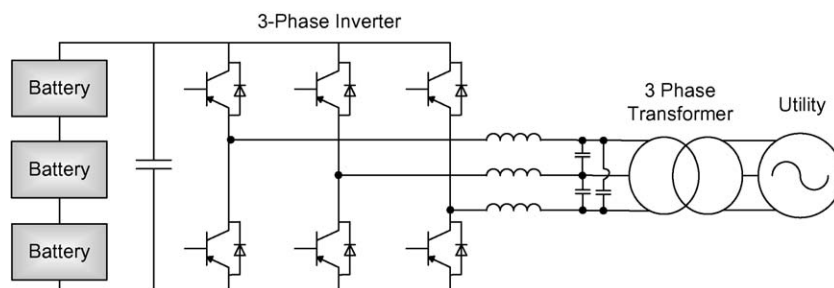 3-Phase Inverter
Battery
Battery
Battery
3 Phase
Transformer
Utility